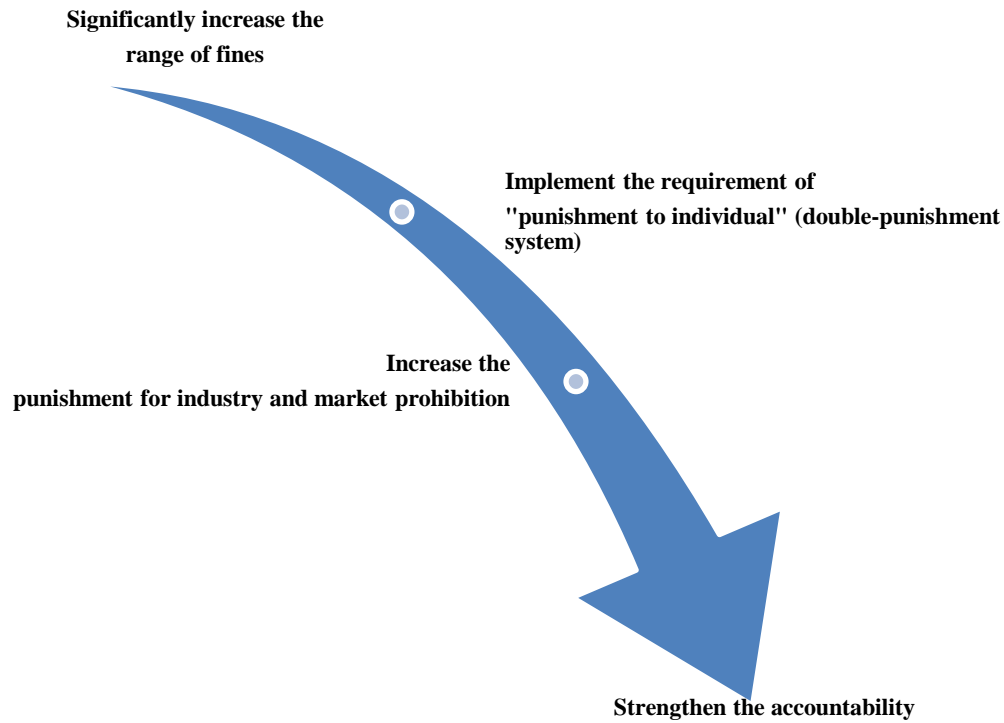 Significantly increase the
range of fines
Implement the requirement of
"punishment to individual" (double-punishment
system)
Increase the
punishment for industry and market prohibition
Strengthen the accountability